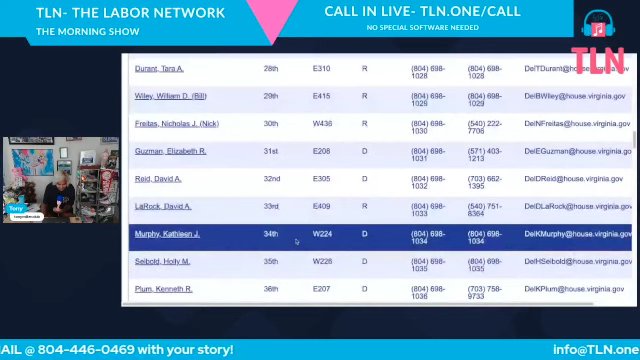 TLN- THE LABOR NETWORK
THE MORNING SHOW
CALL IN LIVE- TLN.ONE/CALL
NO SPECIAL SOFTWARE NEEDED
TLN
Durant, Tara A. 28th E310 R (804) 698-1028 (804) 698-1028 DelTDurant@house.virginia.gov
Wiley, William D. (Bill) 29th E415 R (804) 698-1029 (804) 698-1029 DelBWiley@house.virginia.gov
Freitas, Nicholas J. (Nick) 30th W436 R (804) 698-1030 (540) 222-7706 DelNFreitas@house.virginia.gov
Guzman, Elizabeth R. 31st E208 D (804) 698-1031 (571) 403-1213 DelEGuzman@house.virginia.gov
Reid, David A. 32nd E305 D (804) 698-1032 (703) 662-1395 DelDReid@house.virginia.gov
LaRock, David A. 33rd E409 R (804) 698-1033 (540) 751-8364 DelDLaRock@house.virginia.gov
Murphy, Kathleen J. 34th W224 D (804) 698-1034 (804) 698-1034 DelKMurphy@house.virginia.gov
Seibold, Holly M. 35th W228 D (804) 698-1035 (804) 698-1035 DelHSeibold@house.virginia.gov
Plum, Kenneth R. 36th E207 D (804) 698-1036 (703) 758-9733 DelKPlum@house.virginia.gov
Tony
AIL @ 804-446-0469 with your story!
info@TLN.one